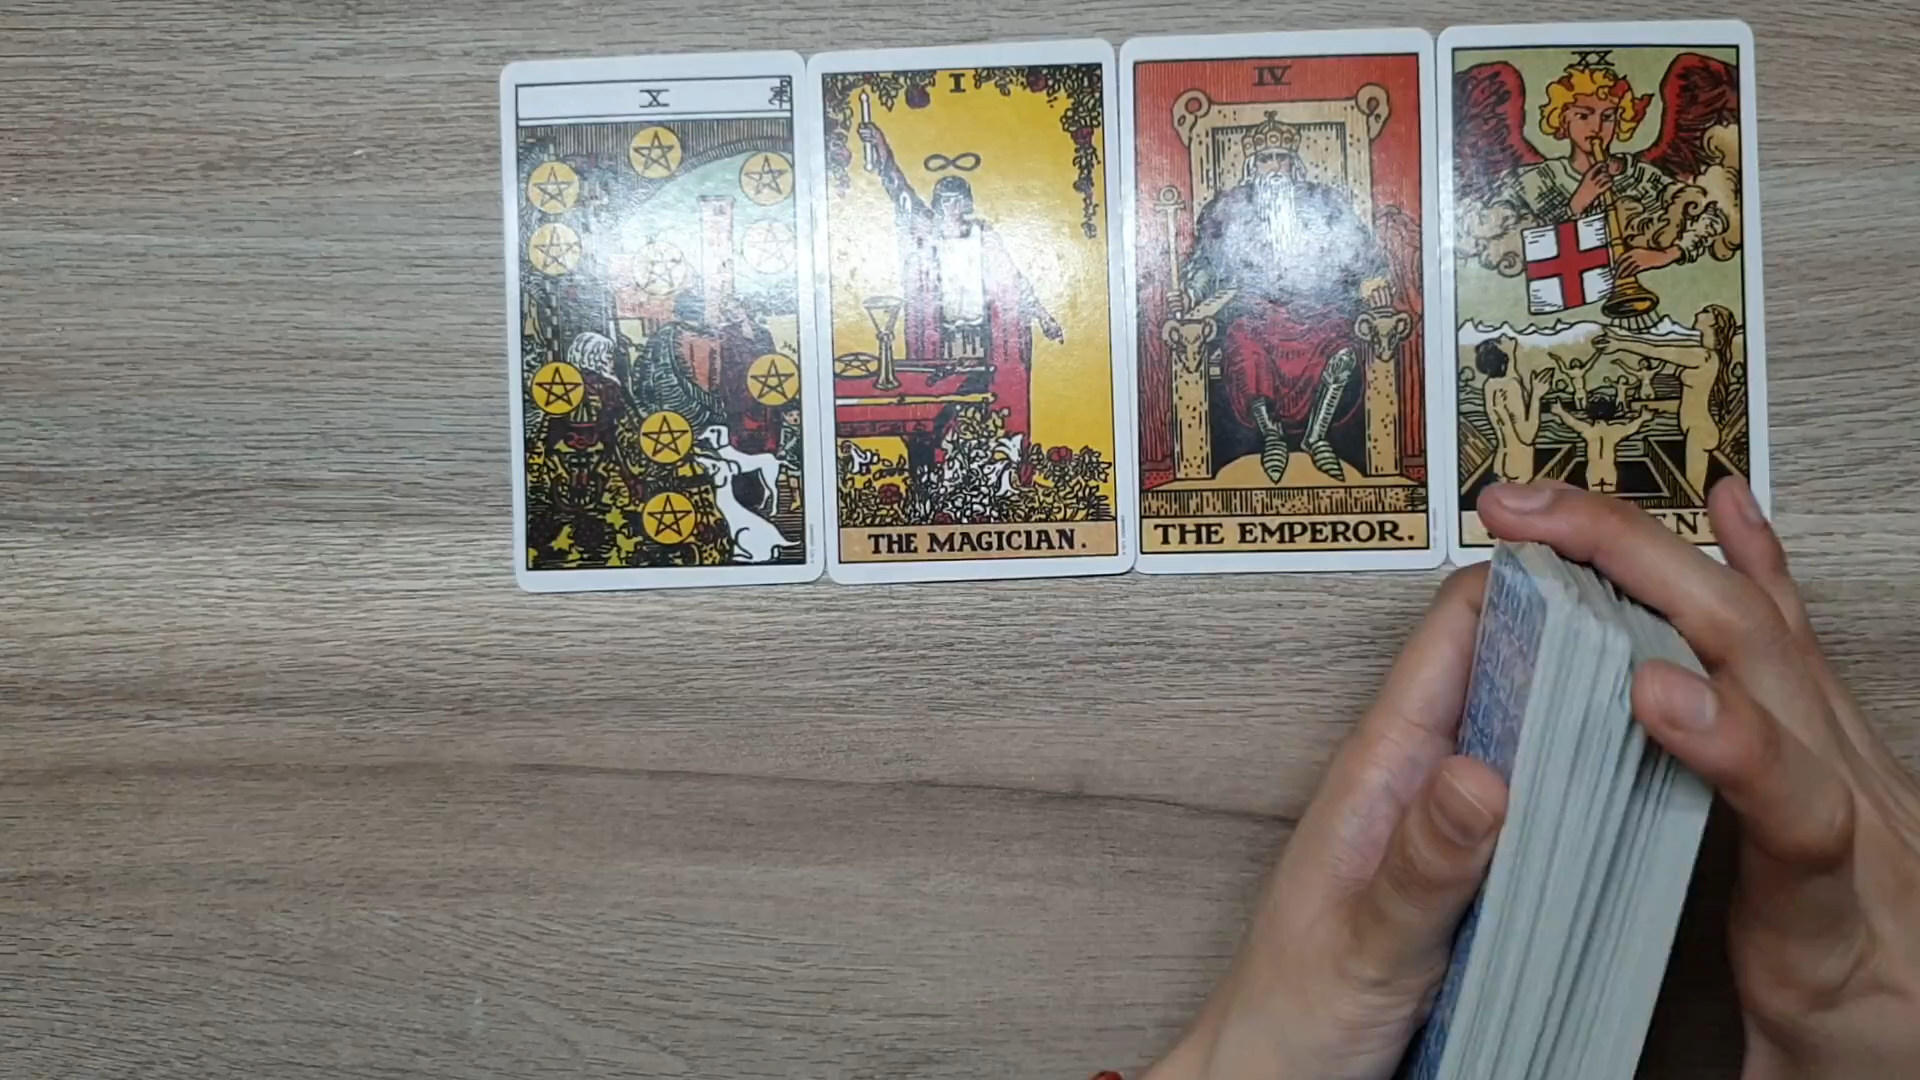 X
I
THE MAGICIAN.
IV
THE EMPEROR.
XX